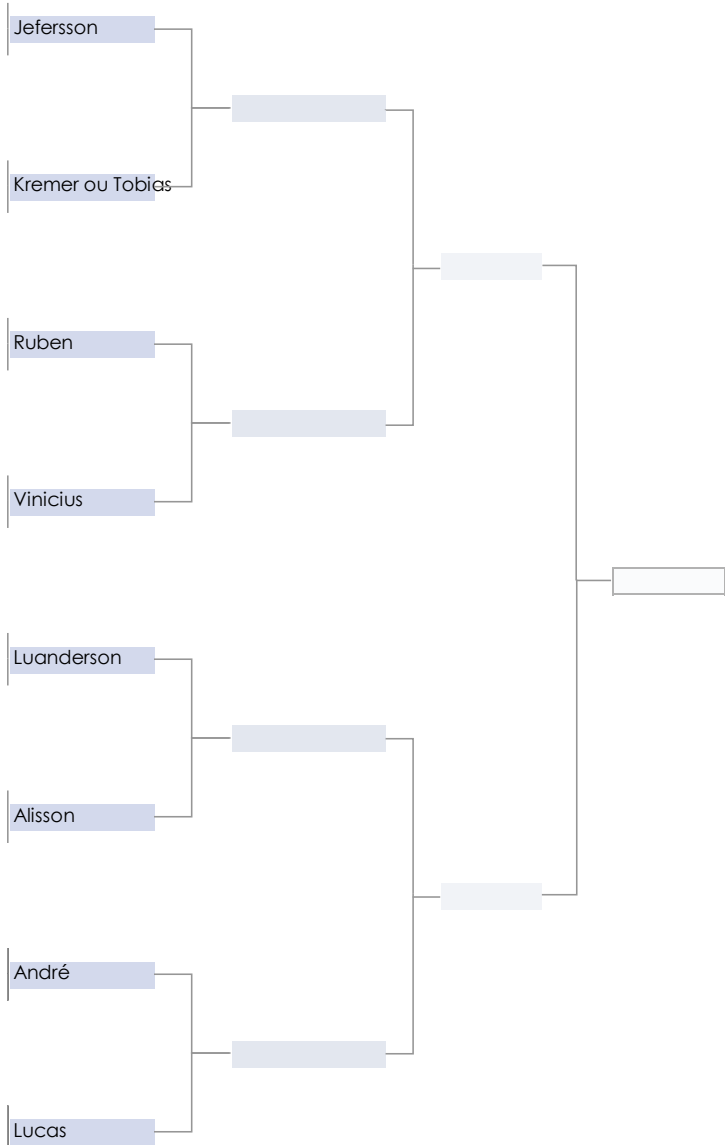 Jefersson
Kremer ou Tobias
Ruben
Vinicius
Luanderson
Alisson
André
Lucas